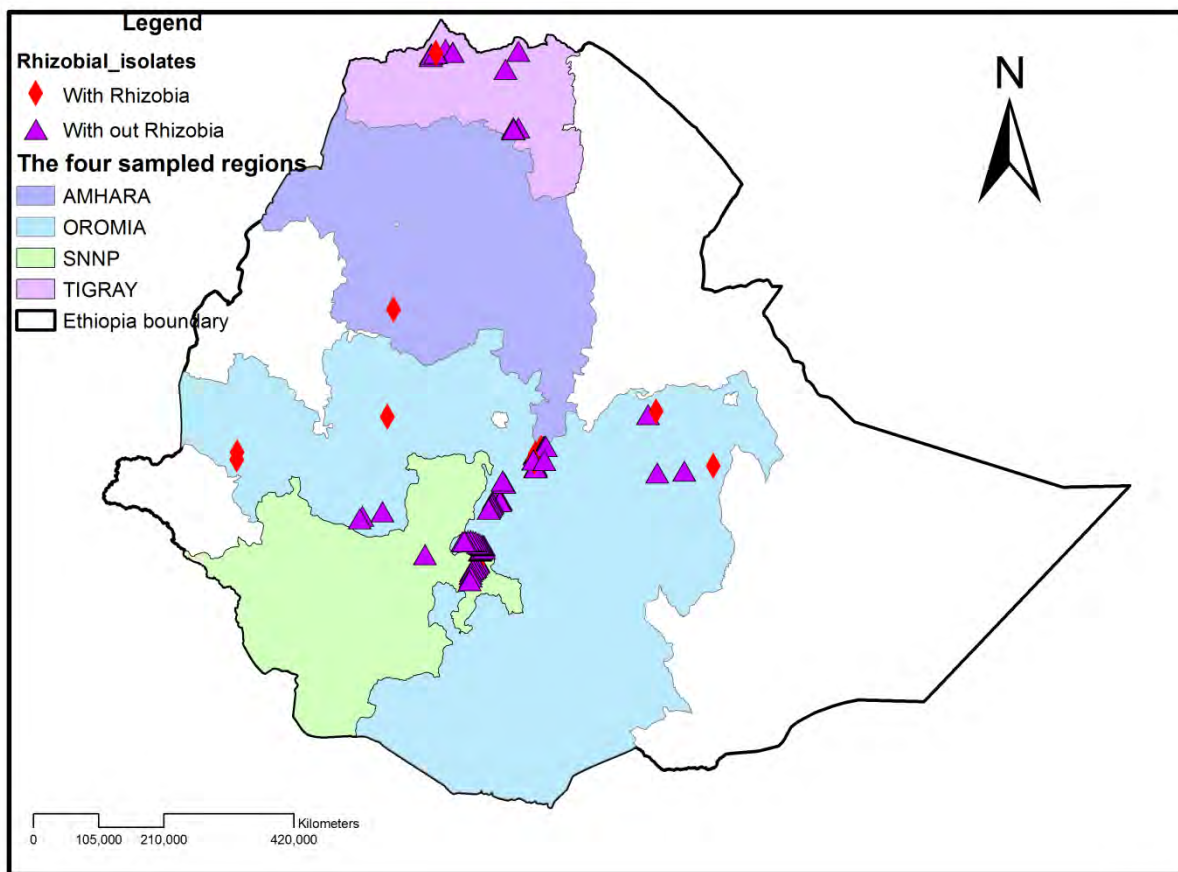 Legend
Rhizobial_isolates
With Rhizobia
With out Rhizobia
The four sampled regions
AMHARA
OROMIA
SNNP
TIGRAY
Ethiopia boundary
N
Kilometers
0 105,000 210,000 420,000